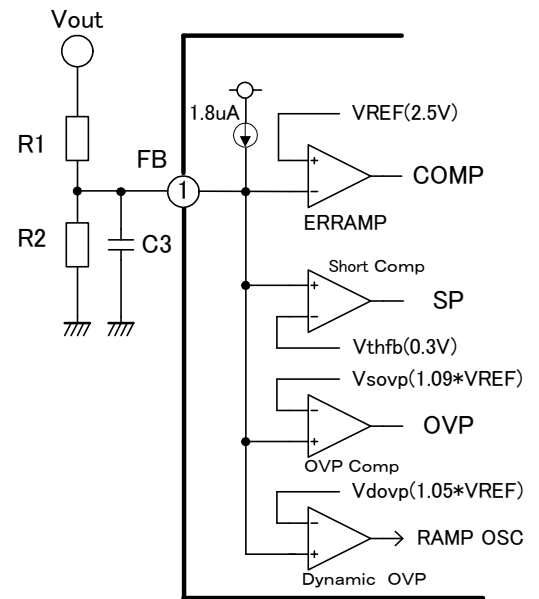 Vout
1.8uA
VREF(2.5V)
R1
FB
1
COMP
ERRAMP
R2
C3
Short Comp
SP
Vthfb(0.3V)
Vsovp(1.09*VREF)
OVP
OVP Comp
Vdovp(1.05*VREF)
RAMP OSC
Dynamic OVP